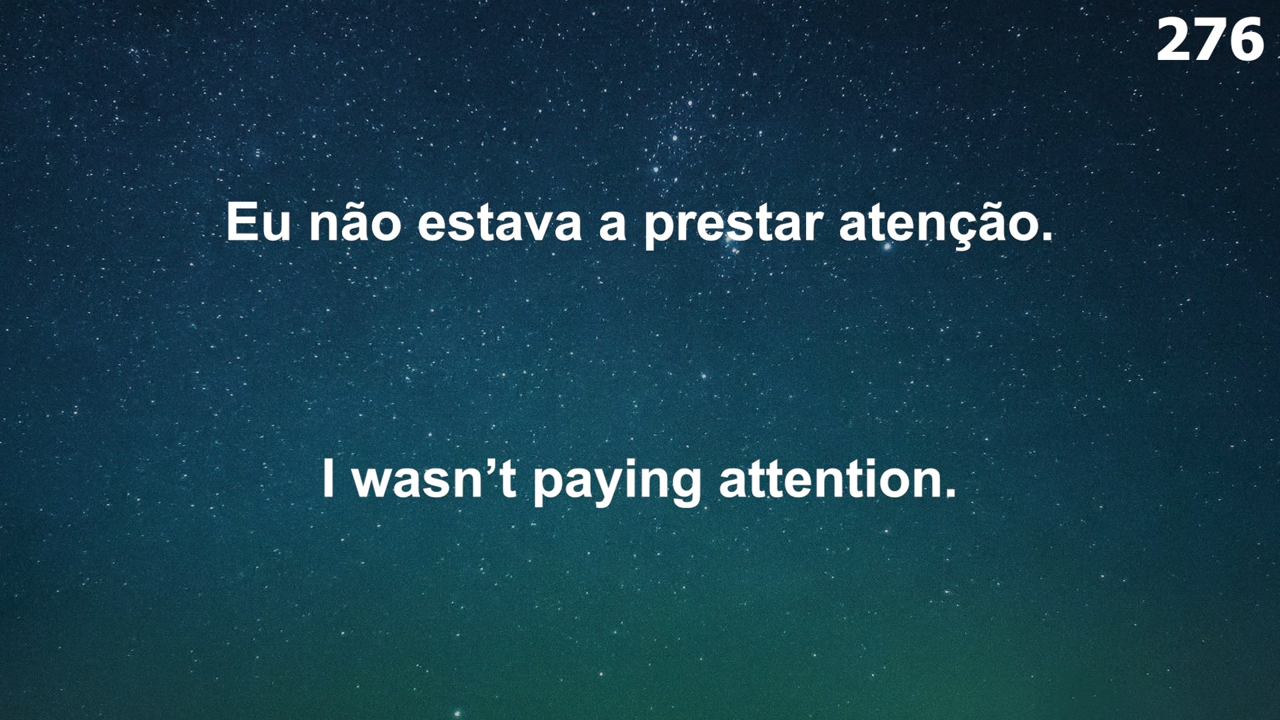 276
Eu não estava a prestar atenção.
I wasn’t paying attention.